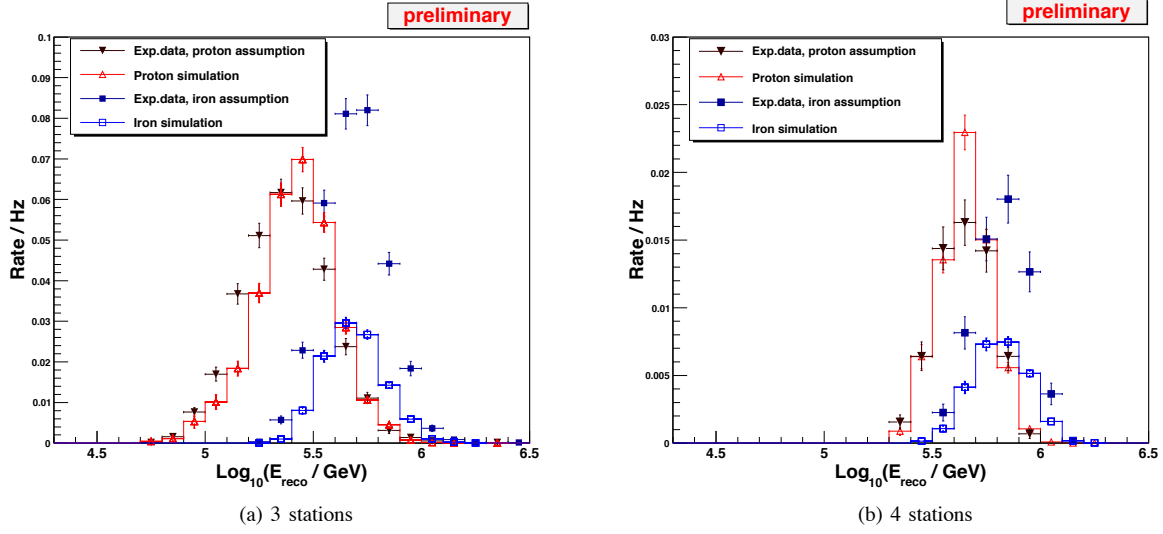 preliminary
Exp.data, proton assumption
Proton simulation
Exp.data, iron assumption
Iron simulation
Rate / Hz
0.1
0.09
0.08
0.07
0.06
0.05
0.04
0.03
0.02
0.01
0
4.5 5 5.5 6 6.5
Log10(Ereco / GeV)
(a) 3 stations
preliminary
Exp.data, proton assumption
Proton simulation
Exp.data, iron assumption
Iron simulation
Rate / Hz
0.03
0.025
0.02
0.015
0.01
0.005
0
4.5 5 5.5 6 6.5
Log10(Ereco / GeV)
(b) 4 stations